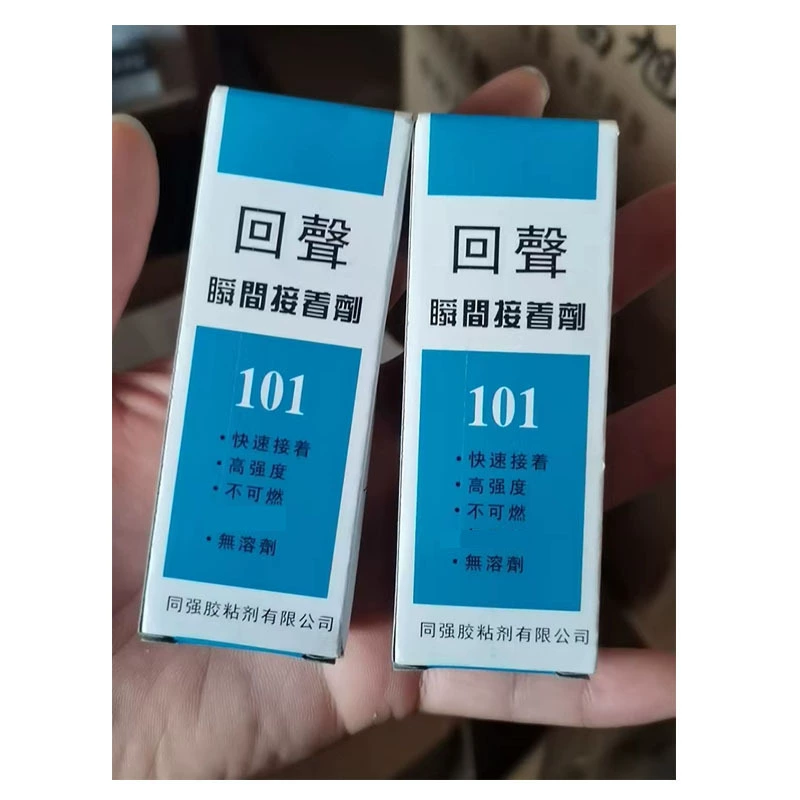 回聲
瞬間接着劑
101
・快速接着
・高强度
・不可燃
・無溶劑
同强胶粘剂有限公司
回聲
瞬間接着劑
101
・快速接着
・高强度
・不可燃
・無溶劑
同强胶粘剂有限公司
旭